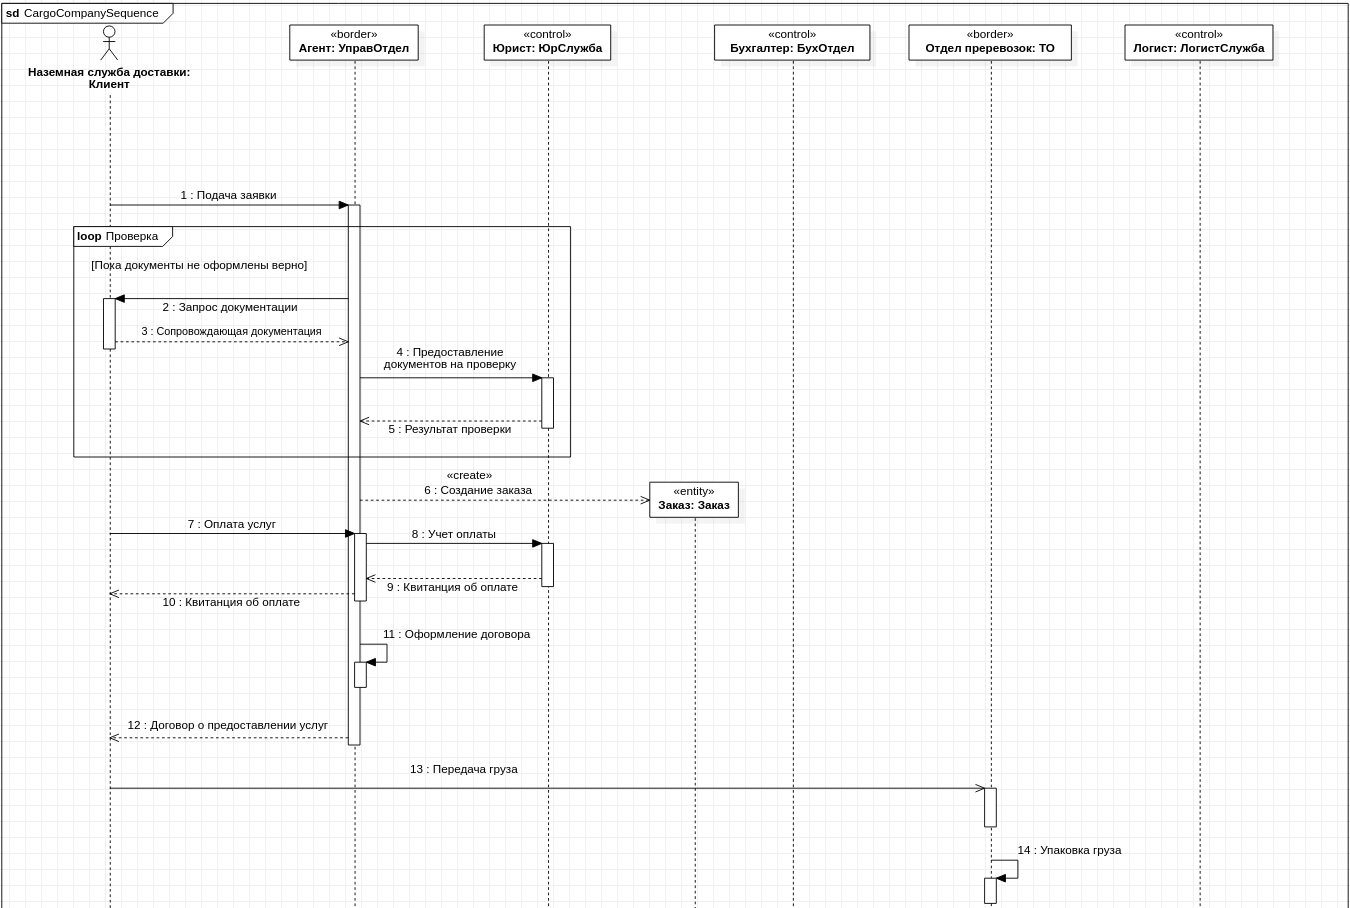 sd CargoCompanySequence
Наземная служба доставки:
Клиент
«border»
Агент: УправОтдел
«control»
Юрист: ЮрСлужба
«control»
Бухгалтер: БухОтдел
«border»
Отдел преревозок: ТО
«control»
Логист: ЛогистСлужба
1 : Подача заявки
loop Проверка
[Пока документы не оформлены верно]
2 : Запрос документации
3 : Сопровождающая документация
4 : Предоставление
документов на проверку
5 : Результат проверки
«create»
6 : Создание заказа
«entity»
Заказ: Заказ
7 : Оплата услуг
8 : Учет оплаты
9 : Квитанция об оплате
10 : Квитанция об оплате
11 : Оформление договора
12 : Договор о предоставлении услуг
13 : Передача груза
14 : Упаковка груза